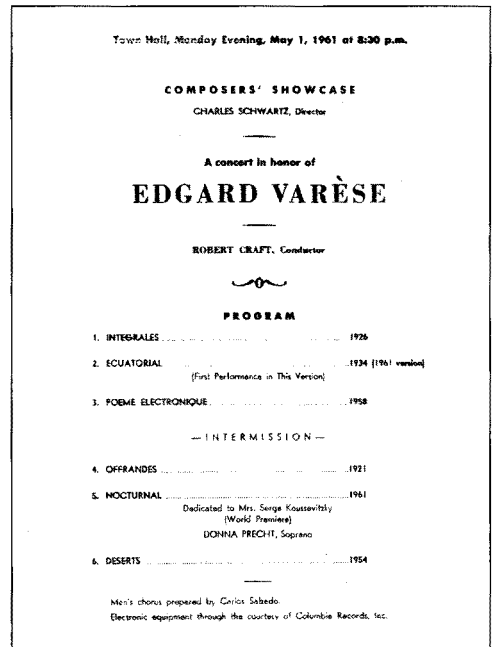 Town Hall, Monday Evening, May 1, 1961 at 8:30 p.m.
COMPOSERS' SHOWCASE
CHARLES SCHWARTZ, Director
A concert in honor of
EDGARD VARÈSE
ROBERT CRAFT, Conductor
PROGRAM
1. INTEGRALES 1926
2. ECUATORIAL 1934 (1961 version)
(First Performance in This Version)
3. POEME ELECTRONIQUE 1958
—INTERMISSION—
4. OFFRANDES 1921
5. NOCTURNAL 1961
Dedicated to Mrs. Serge Koussevitzky
(World Premiere)
DONNA PRECHT, Soprano
6. DESERTS 1954
Men's chorus prepared by Carlos Salzedo.
Electronic equipment through the courtesy of Columbia Records, Inc.